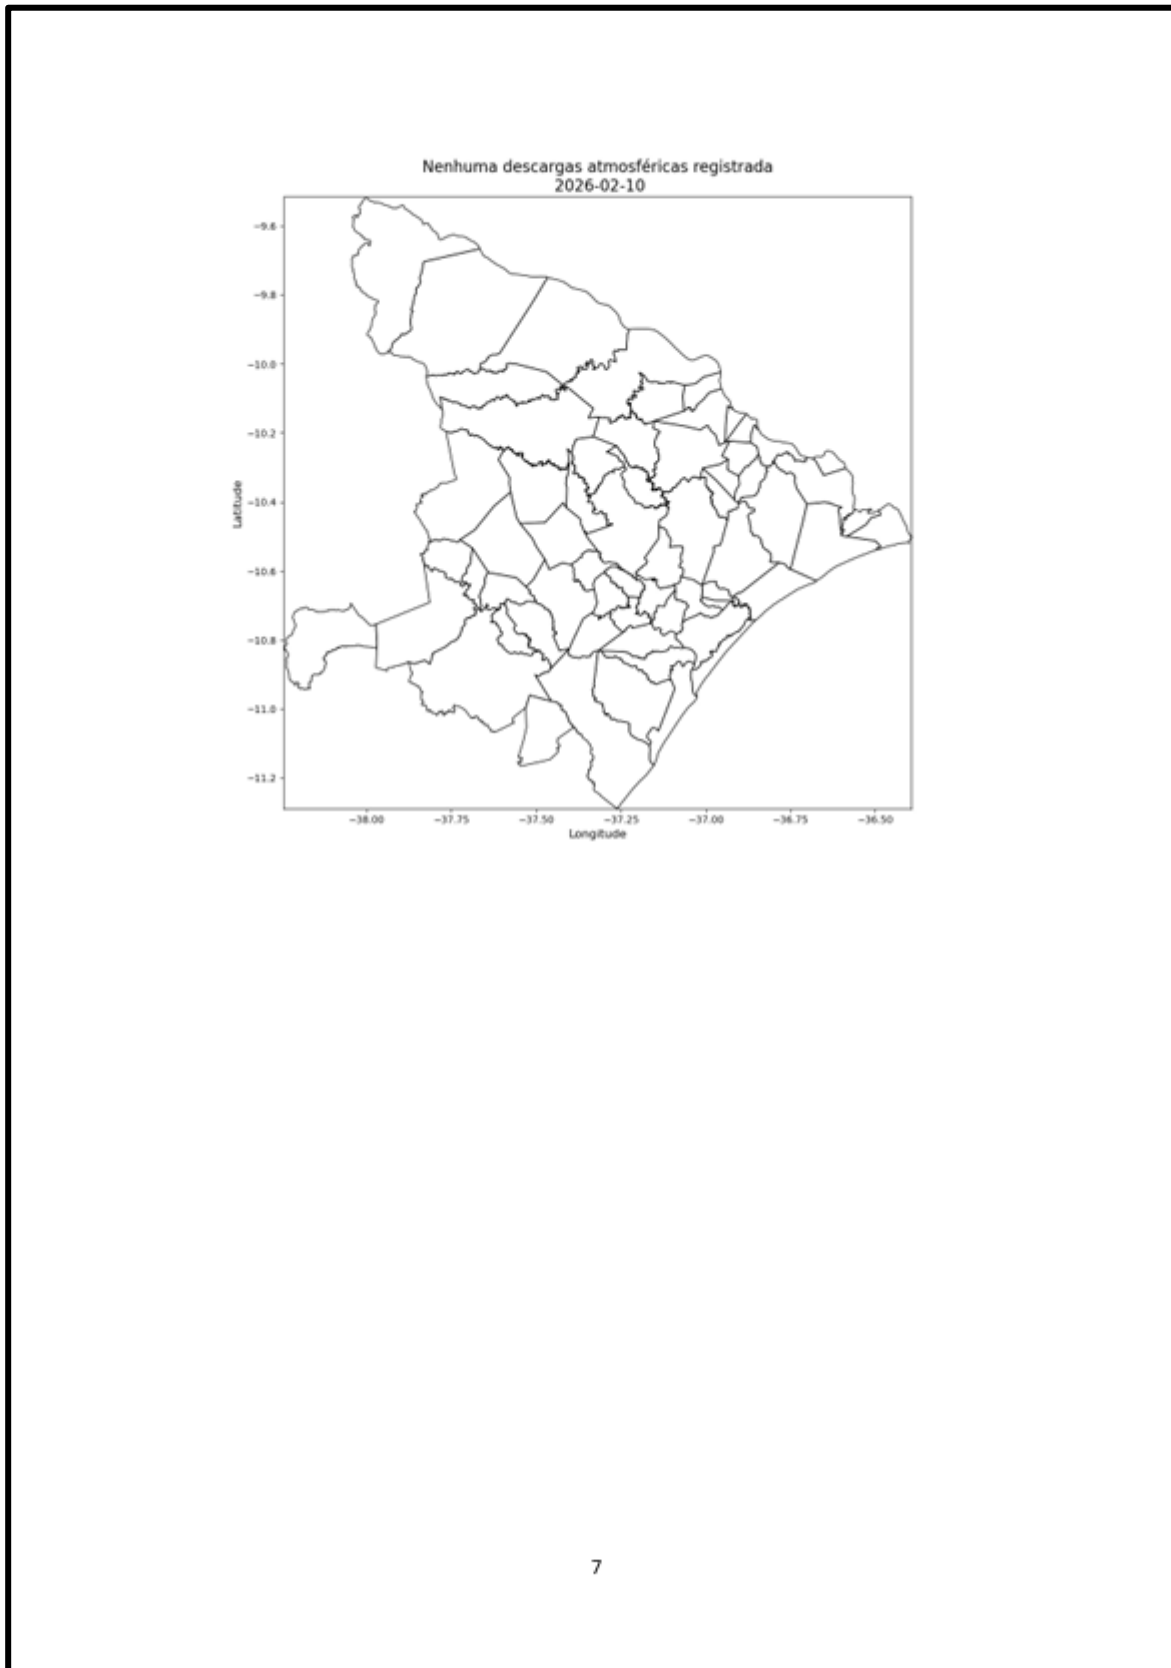 Nenhuma descargas atmosféricas registrada
2026-02-10
−9.6
−9.8
−10.0
−10.2
−10.4
−10.6
−10.8
−11.0
−11.2
Latitude
−38.00 −37.75 −37.50 −37.25 −37.00 −36.75 −36.50
Longitude
7